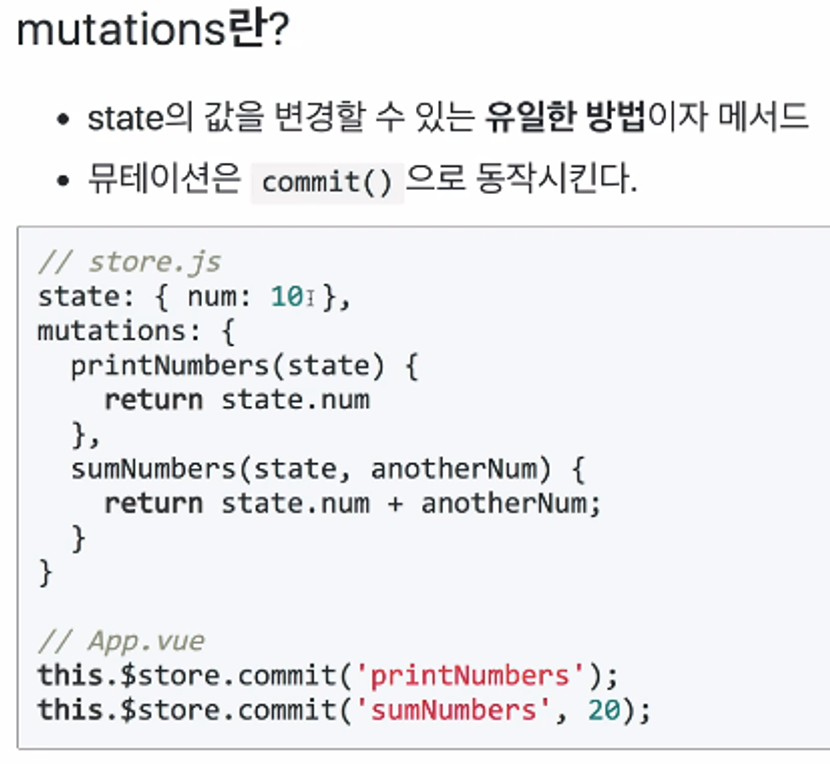 mutations란?
• state의 값을 변경할 수 있는 유일한 방법이자 메서드
• 뮤테이션은 commit() 으로 동작시킨다.
// store.js
state: { num: 10 },
mutations: {
  printNumbers(state) {
    return state.num
  },
  sumNumbers(state, anotherNum) {
    return state.num + anotherNum;
  }
}

// App.vue
this.$store.commit('printNumbers');
this.$store.commit('sumNumbers', 20);